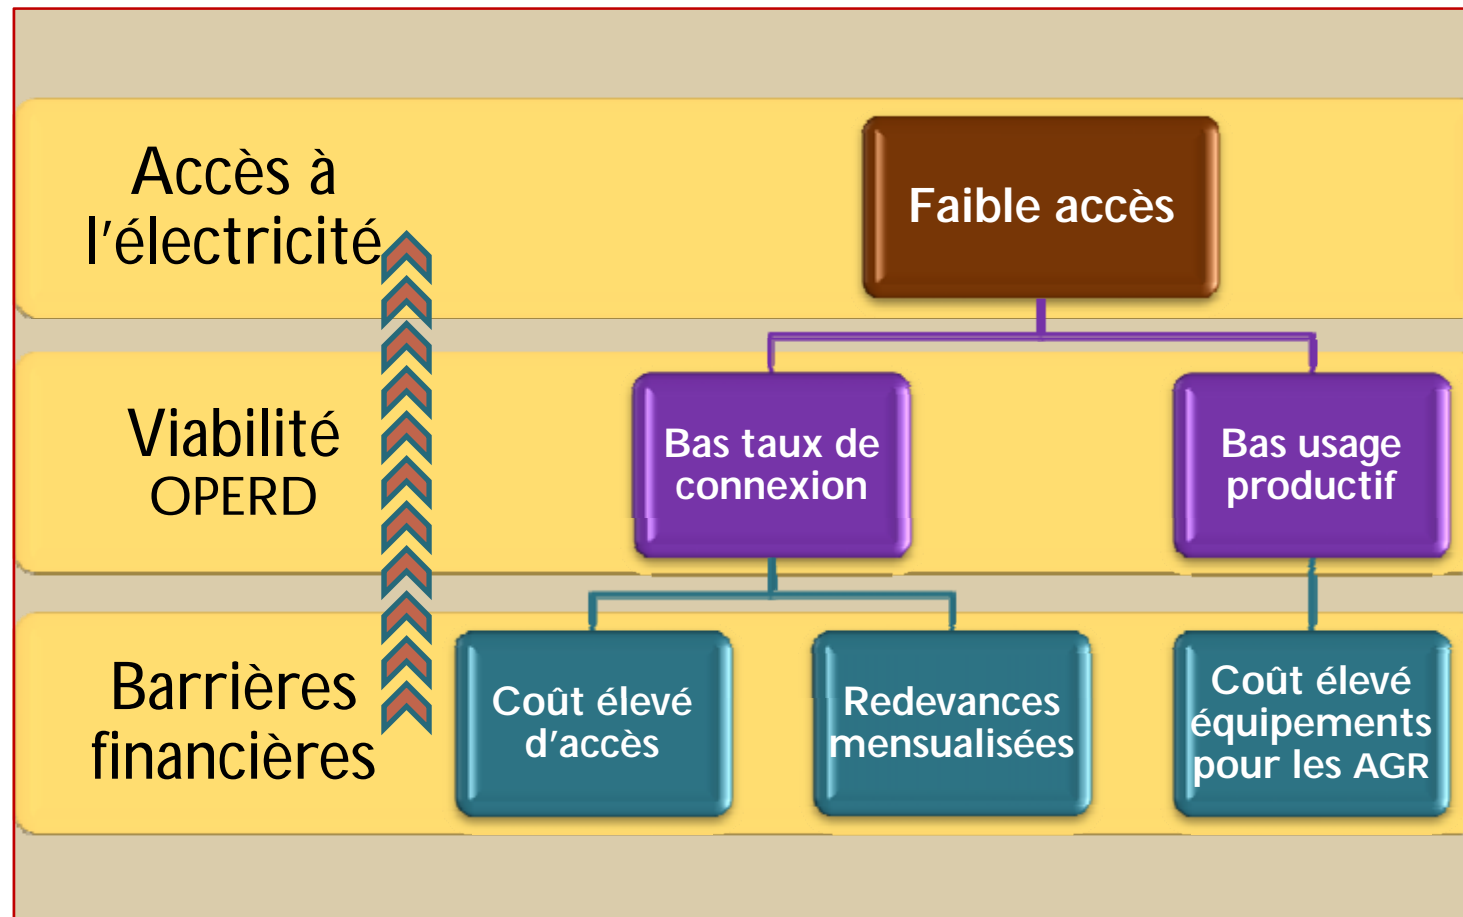 Accès à
l'électricité
Faible accès
Viabilité
OPERD
Bas taux de
connexion
Bas usage
productif
Barrières
financières
Coût élevé
d'accès
Redevances
mensualisées
Coût élevé
équipements
pour les AGR